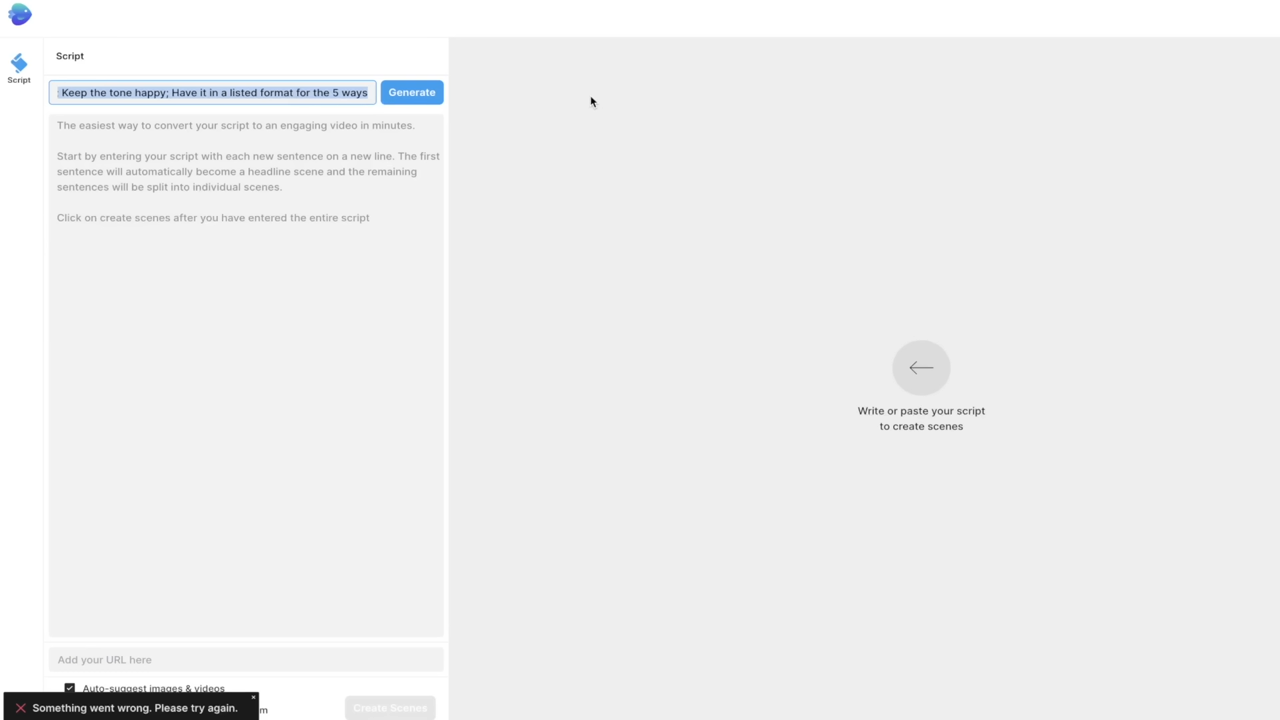 Script
Script
Keep the tone happy; Have it in a listed format for the 5 ways
Generate
The easiest way to convert your script to an engaging video in minutes.
Start by entering your script with each new sentence on a new line. The first
sentence will automatically become a headline scene and the remaining
sentences will be split into individual scenes.
Click on create scenes after you have entered the entire script
Write or paste your script
to create scenes
Add your URL here
Auto-suggest images & videos
Something went wrong. Please try again.
Create Scenes